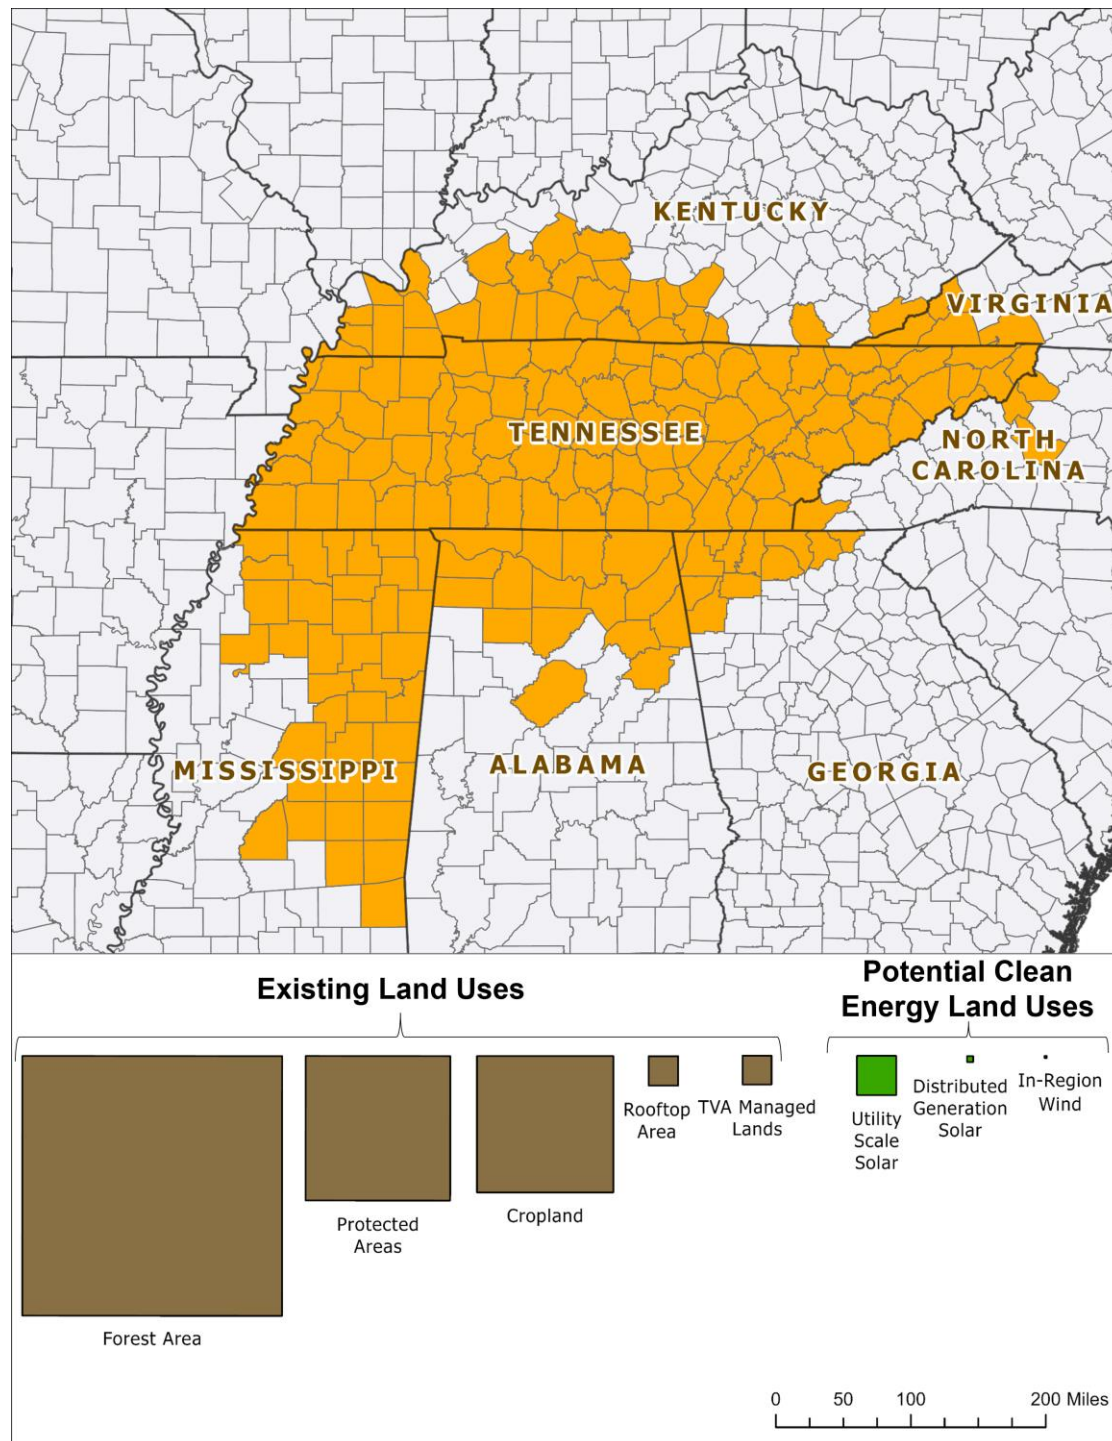 KENTUCKY
VIRGINIA
TENNESSEE
NORTH
CAROLINA
MISSISSIPPI
ALABAMA
GEORGIA
Existing Land Uses
Potential Clean
Energy Land Uses
Forest Area
Protected
Areas
Cropland
Rooftop
Area
TVA Managed
Lands
Utility
Scale
Solar
Distributed
Generation
Solar
In-Region
Wind
0 50 100 200 Miles